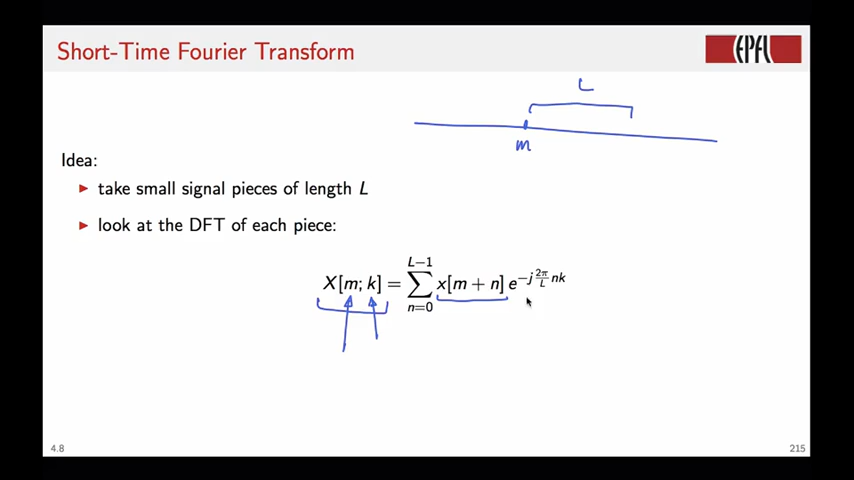 Short-Time Fourier Transform
EPFL
L
m
Idea:
▶ take small signal pieces of length L
▶ look at the DFT of each piece:
X[m; k] = ∑_{n=0}^{L−1} x[m + n] e^{−j\frac{2π}{L}nk}
4.8
215